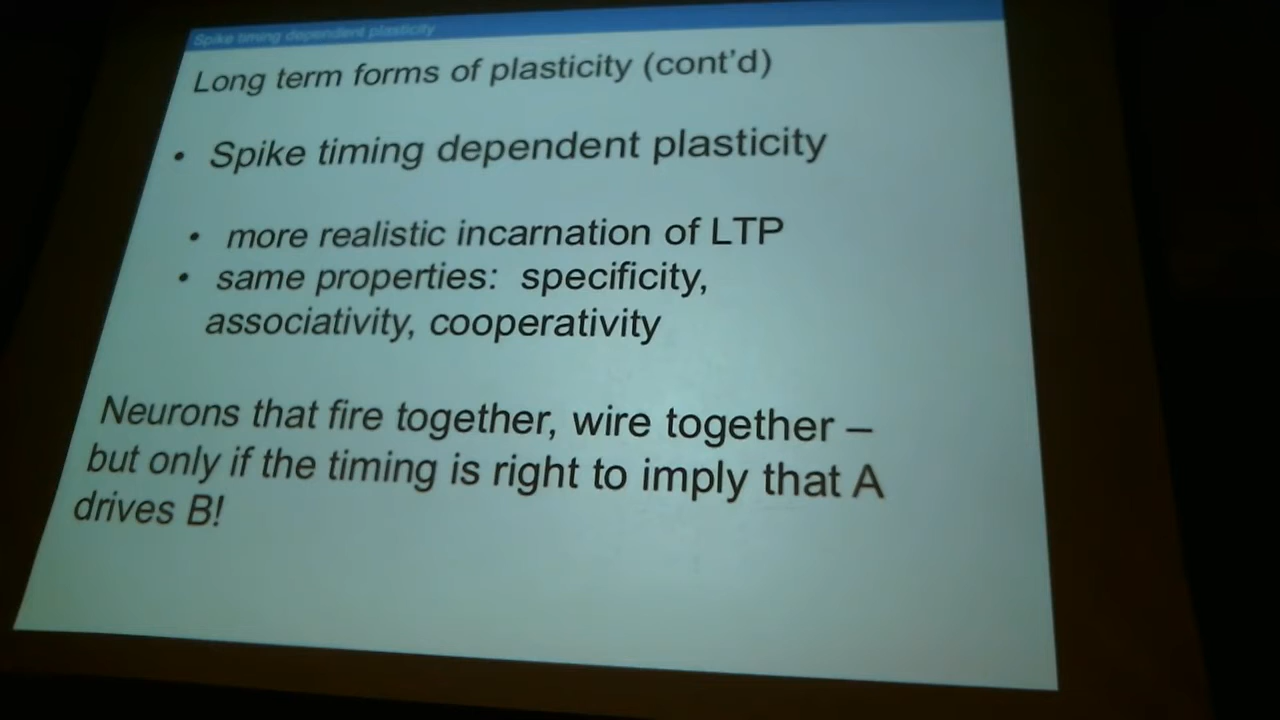 Spike timing dependent plasticity
Long term forms of plasticity (cont'd)
• Spike timing dependent plasticity
• more realistic incarnation of LTP
• same properties: specificity,
associativity, cooperativity
Neurons that fire together, wire together –
but only if the timing is right to imply that A
drives B!